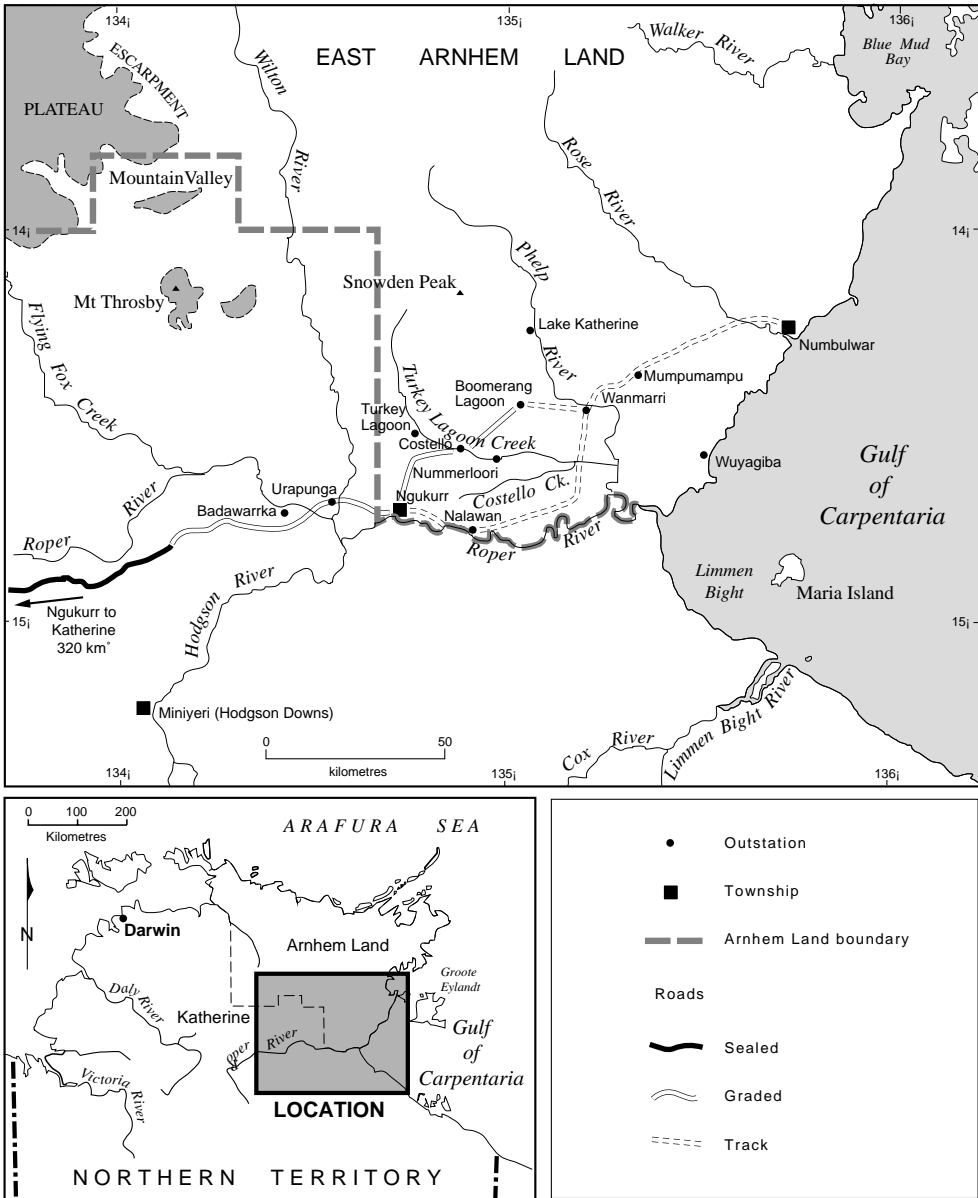 134¡
135¡
136¡
EAST ARNHEM LAND
Walker River
Blue Mud
Bay
ESCARPMENT
PLATEAU
Wilton
River
MountainValley
Rose
River
14¡
14¡
Phelp
River
Snowden Peak
Mt Throsby
Flying
Fox Creek
Lake Katherine
Numbulwar
Mumpumampu
Boomerang
Lagoon
Wanmarri
Turkey
Lagoon
Turkey Lagoon Creek
Costello
Nummerloori
Wuyagiba
Gulf
of
Carpentaria
Costello Ck.
Urapunga
Ngukurr
Badawarrka
Nalawan
Roper
River
Roper
River
Limmen
Bight
Maria Island
Hodgson
River
Ngukurr to
Katherine
320 km˚
15¡
15¡
Miniyeri (Hodgson Downs)
0 50
kilometres
Cox River
Limmen Bight River
134¡
135¡
136¡
0 100 200
Kilometres
ARAFURA SEA
N
Darwin
Arnhem Land
Daly River
Groote
Eylandt
Katherine
oper
River
Gulf
of
Carpentaria
Victoria
River
LOCATION
NORTHERN TERRITORY
Outstation
Township
Arnhem Land boundary
Roads
Sealed
Graded
Track